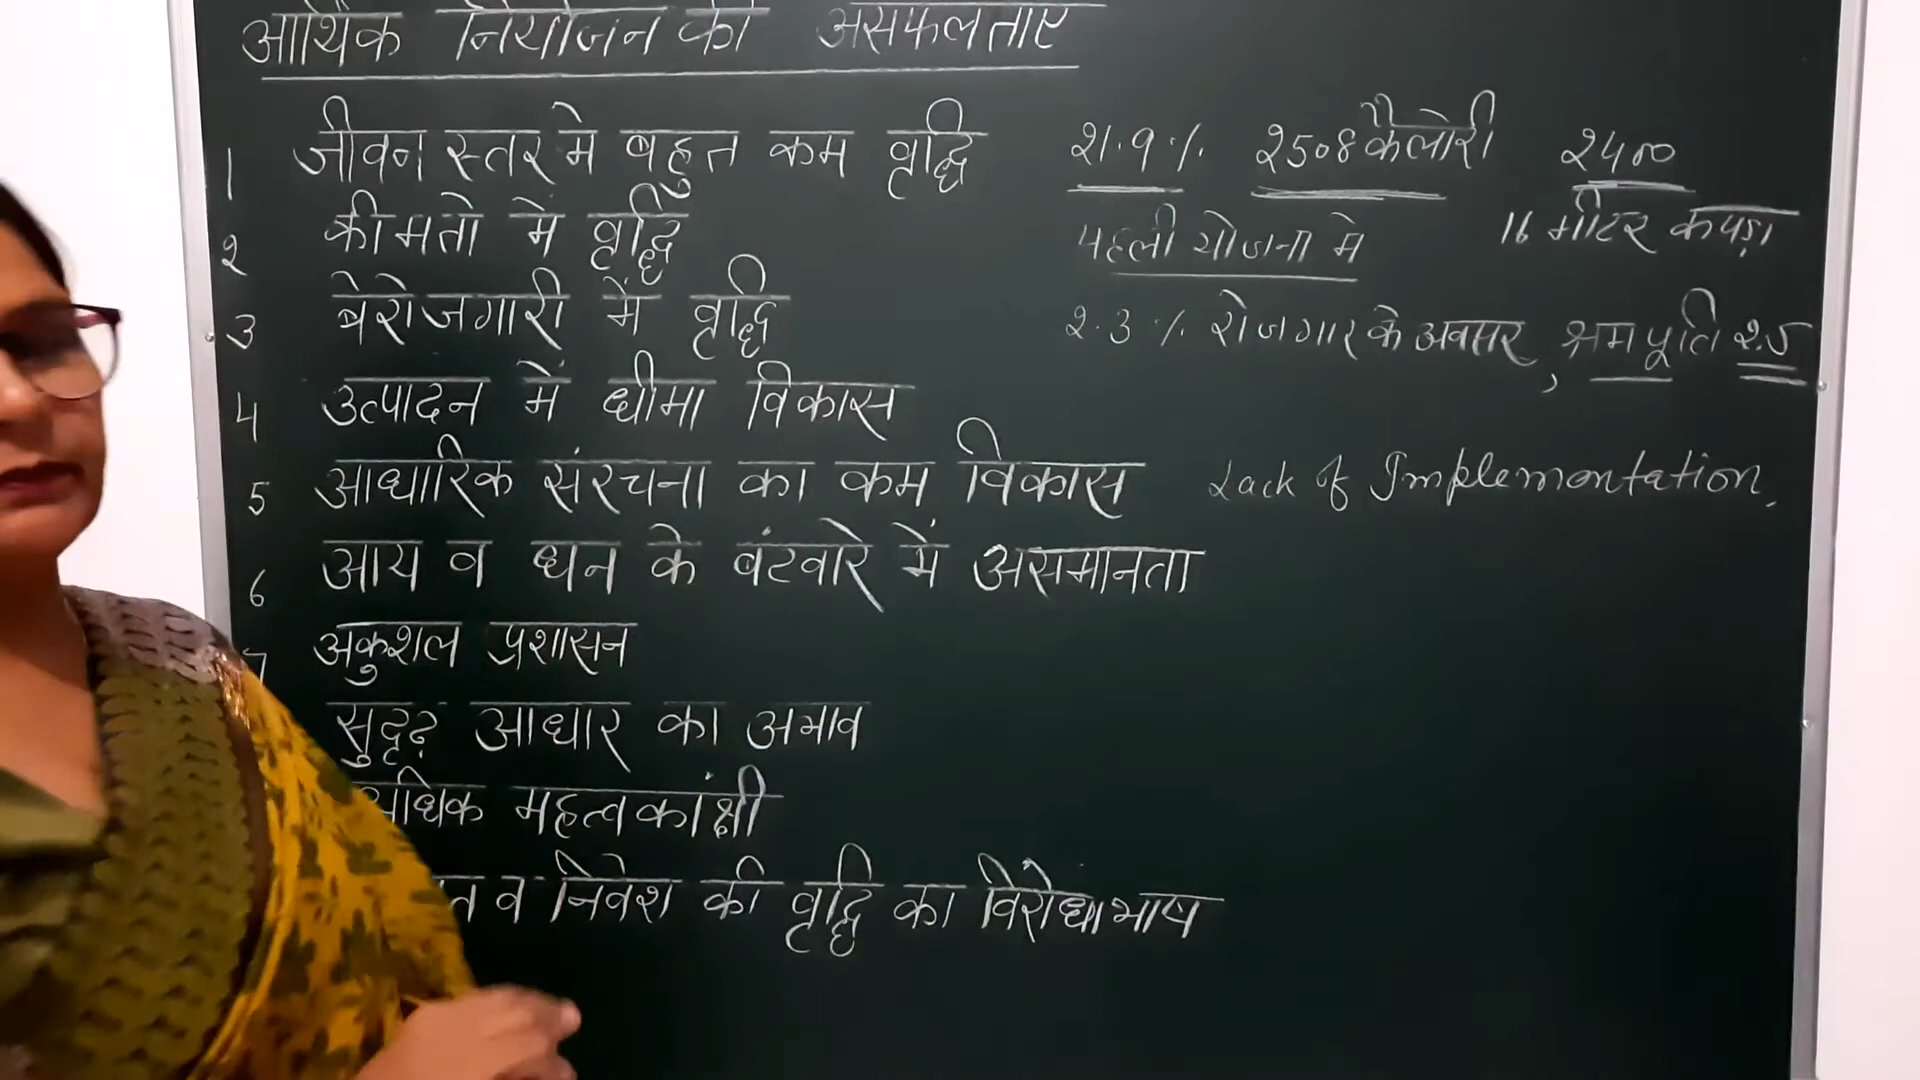 आर्थिक नियोजन की असफलताए
1 जीवन स्तर मे बहुत कम वृद्धि 21.9 % 2508 कैलोरी 2400
2 कीमतो में वृद्धि पहली योजना मे 16 मीटर कपड़ा
3 बेरोजगारी में वृद्धि 2.3 % रोजगार के अवसर, श्रम पूर्ति 2.5
4 उत्पादन में धीमा विकास
5 आधारिक संरचना का कम विकास Lack of Implementation.
6 आय व धन के बंटवारे में असमानता
7 अकुशल प्रशासन
सुदृढ़ आधार का अभाव
अधिक महत्वकांक्षी
त व निवेश की वृद्धि का विरोधाभाष